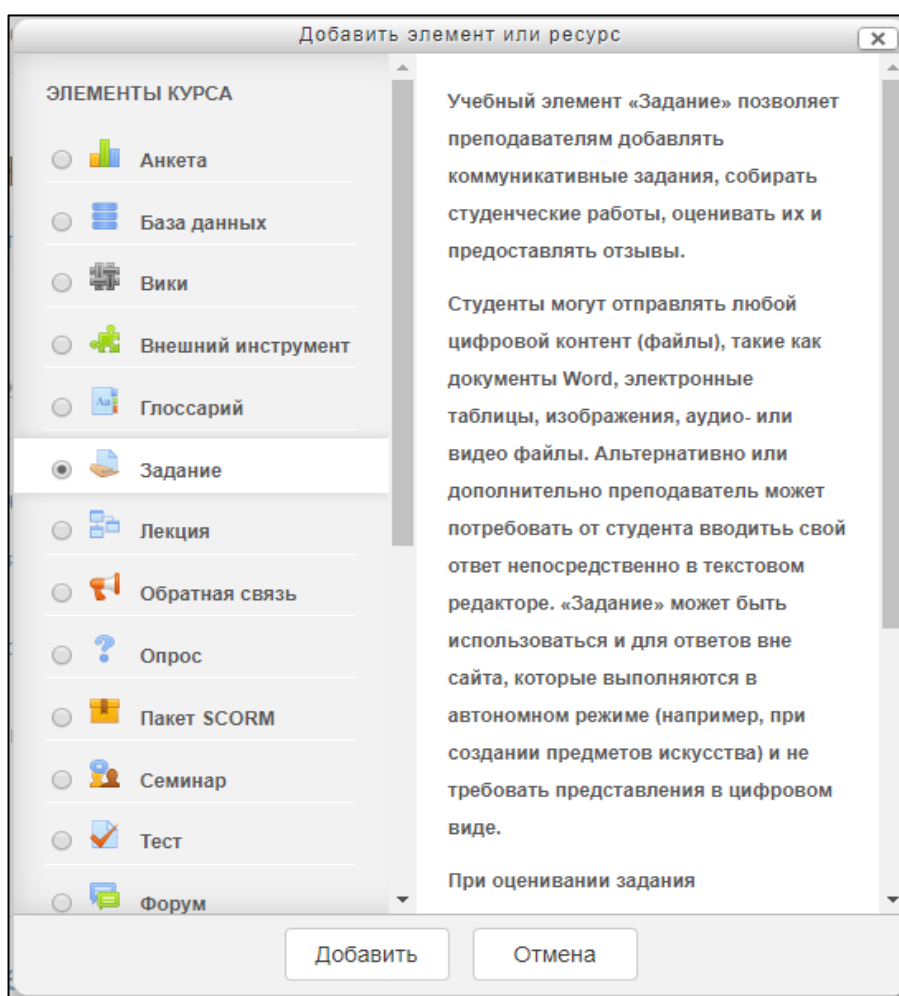 Добавить элемент или ресурс
ЭЛЕМЕНТЫ КУРСА
Анкета
База данных
Вики
Внешний инструмент
Глоссарий
Задание
Лекция
Обратная связь
Опрос
Пакет SCORM
Семинар
Тест
Форум
Учебный элемент «Задание» позволяет
преподавателям добавлять
коммуникативные задания, собирать
студенческие работы, оценивать их и
предоставлять отзывы.
Студенты могут отправлять любой
цифровой контент (файлы), такие как
документы Word, электронные
таблицы, изображения, аудио- или
видео файлы. Альтернативно или
дополнительно преподаватель может
потребовать от студента вводитьь свой
ответ непосредственно в текстовом
редакторе. «Задание» может быть
использоваться и для ответов вне
сайта, которые выполняются в
автономном режиме (например, при
создании предметов искусства) и не
требовать представления в цифровом
виде.
При оценивании задания
Добавить
Отмена